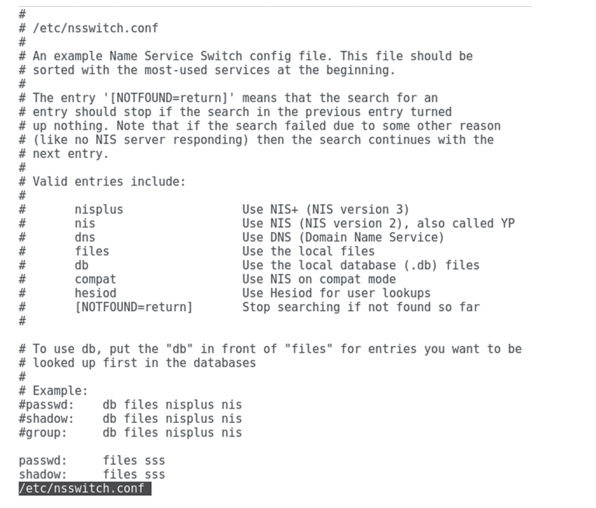 #
# /etc/nsswitch.conf
#
# An example Name Service Switch config file. This file should be
# sorted with the most-used services at the beginning.
#
# The entry '[NOTFOUND=return]' means that the search for an
# entry should stop if the search in the previous entry turned
# up nothing. Note that if the search failed due to some other reason
# (like no NIS server responding) then the search continues with the
# next entry.
#
# Valid entries include:
#
#       nisplus                 Use NIS+ (NIS version 3)
#       nis                     Use NIS (NIS version 2), also called YP
#       dns                     Use DNS (Domain Name Service)
#       files                   Use the local files
#       db                      Use the local database (.db) files
#       compat                  Use NIS on compat mode
#       hesiod                  Use Hesiod for user lookups
#       [NOTFOUND=return]       Stop searching if not found so far
#

# To use db, put the "db" in front of "files" for entries you want to be
# looked up first in the databases
#
# Example:
#passwd:    db files nisplus nis
#shadow:    db files nisplus nis
#group:     db files nisplus nis

passwd:     files sss
shadow:     files sss
/etc/nsswitch.conf